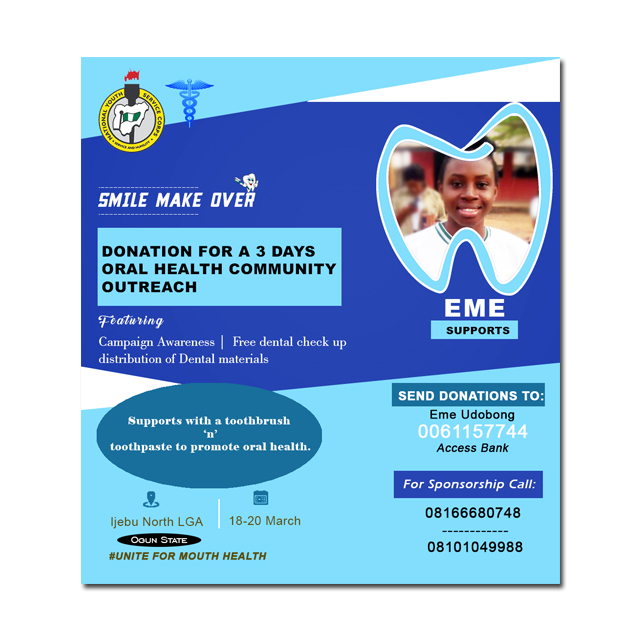 NATIONAL YOUTH SERVICE CORPS
SERVICE AND HUMILITY
SMILE MAKE OVER
DONATION FOR A 3 DAYS
ORAL HEALTH COMMUNITY
OUTREACH
Featuring
Campaign Awareness | Free dental check up
distribution of Dental materials
EME
SUPPORTS
Supports with a toothbrush
'n'
toothpaste to promote oral health.
SEND DONATIONS TO:
Eme Udobong
0061157744
Access Bank
For Sponsorship Call:
08166680748
------------
08101049988
Ijebu North LGA
18-20 March
OGUN STATE
#UNITE FOR MOUTH HEALTH